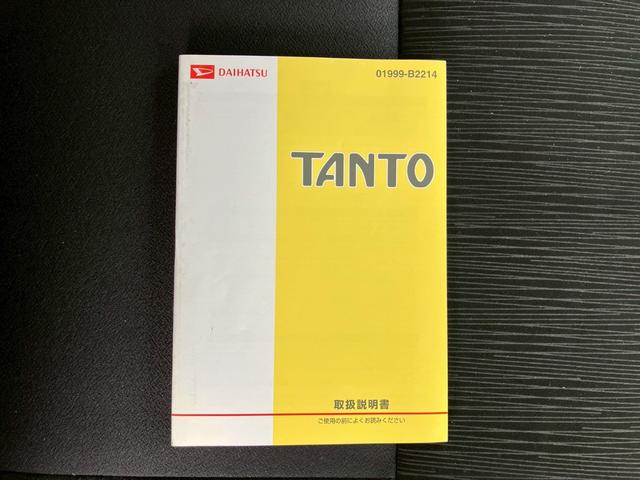 DAIHATSU 01999-B2214
TANTO
取扱説明書
ご使用の前によくお読みください